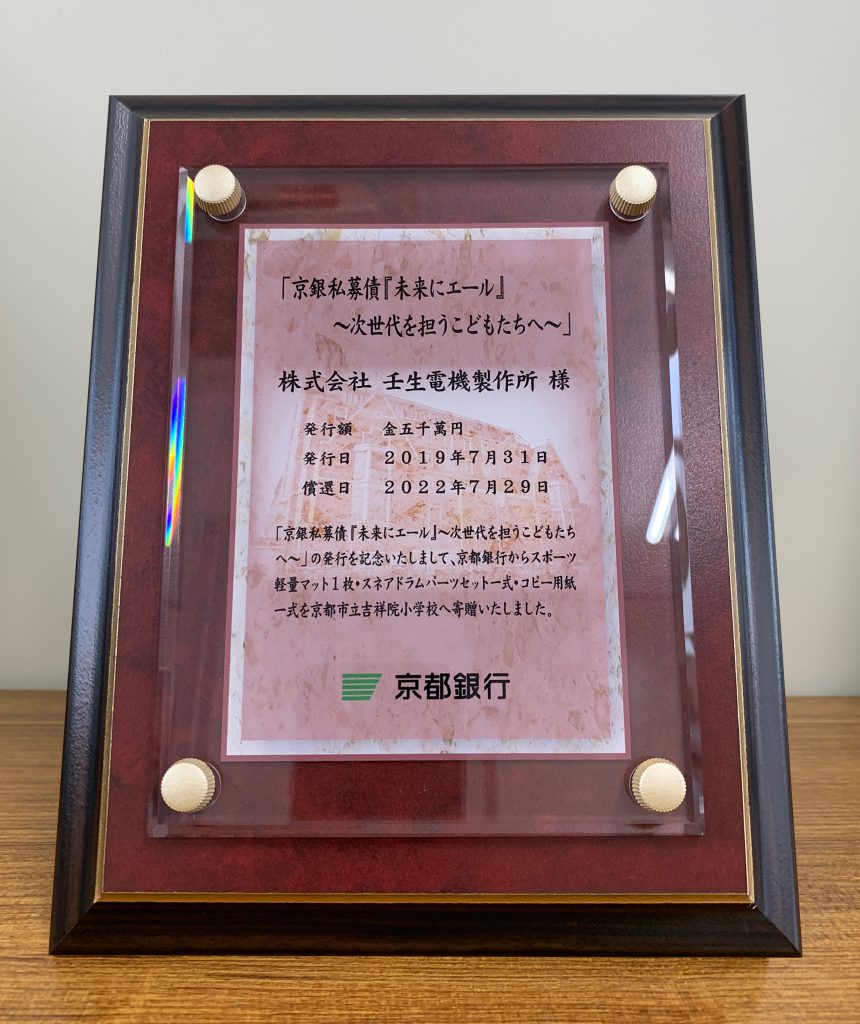 「京銀私募債『未来にエール』
～次世代を担うこどもたちへ～」
株式会社 壬生電機製作所 様
発行額 金五千萬円
発行日 2019年7月31日
償還日 2022年7月29日
「京銀私募債『未来にエール』～次世代を担うこどもたち
へ～」の発行を記念いたしまして、京都銀行からスポーツ
軽量マット1枚・スネアドラムパーツセット一式・コピー用紙
一式を京都市立吉祥院小学校へ寄贈いたしました。
京都銀行